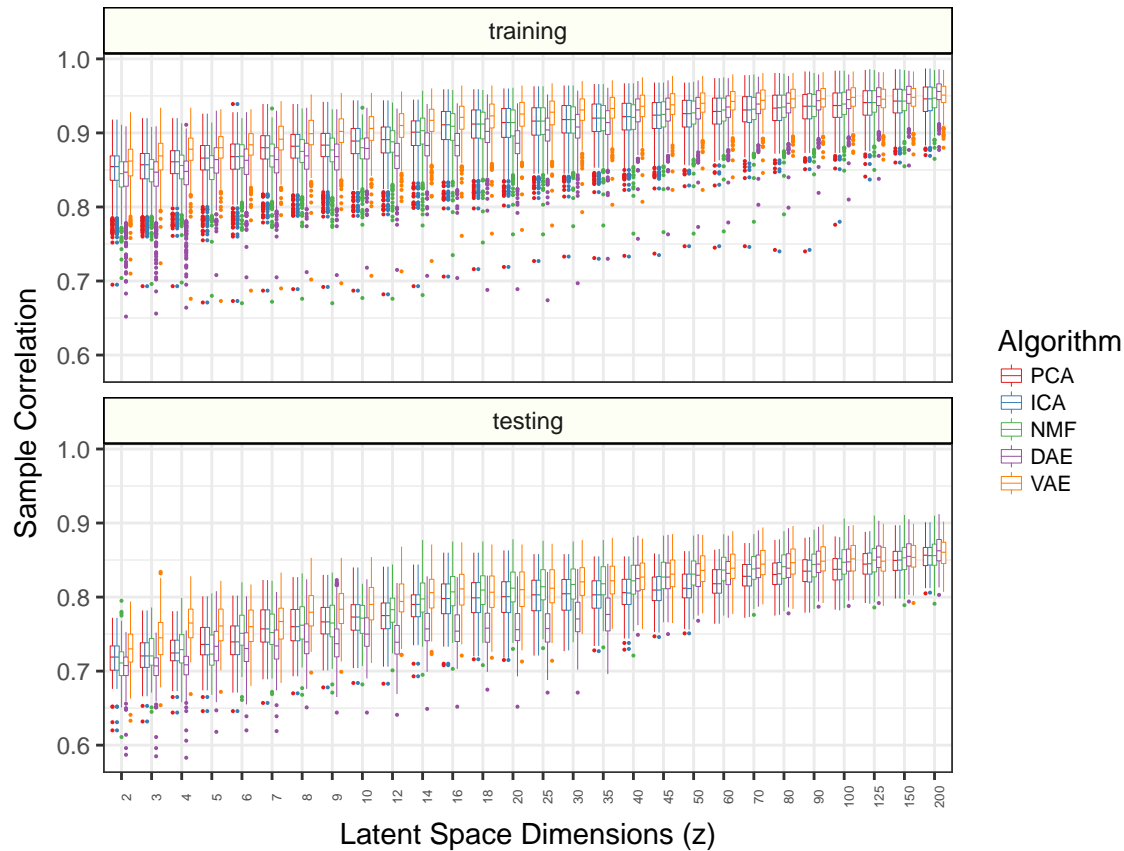 training
1.0
0.9
0.8
0.7
0.6
testing
1.0
0.9
0.8
0.7
0.6
Sample Correlation
2 3 4 5 6 7 8 9 10 12 14 16 18 20 25 30 35 40 45 50 60 70 80 90 100 125 150 200
Latent Space Dimensions (z)
Algorithm
PCA
ICA
NMF
DAE
VAE